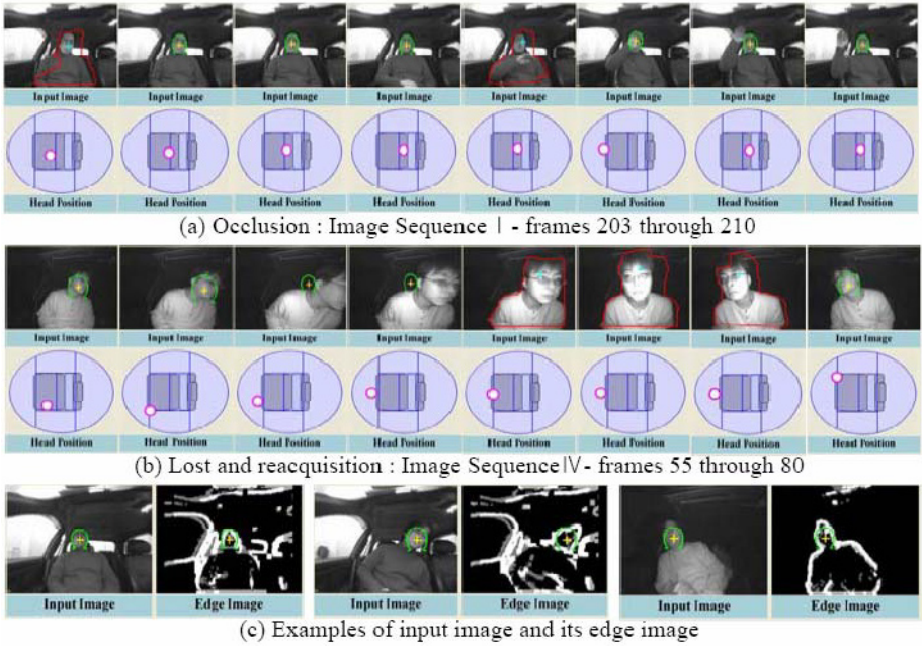 Input Image Input Image Input Image Input Image Input Image Input Image Input Image Input Image
Head Position Head Position Head Position Head Position Head Position Head Position Head Position Head Position
(a) Occlusion : Image Sequence I - frames 203 through 210
Input Image Input Image Input Image Input Image Input Image Input Image Input Image Input Image
Head Position Head Position Head Position Head Position Head Position Head Position Head Position Head Position
(b) Lost and reacquisition : Image Sequence IV - frames 55 through 80
Input Image Edge Image Input Image Edge Image Input Image Edge Image
(c) Examples of input image and its edge image